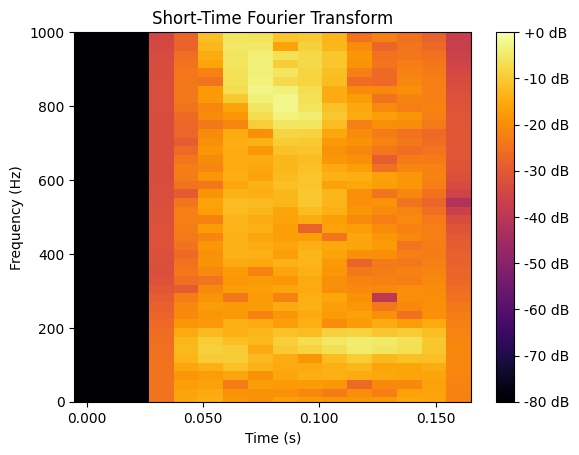 Short-Time Fourier Transform
1000
800
600
400
200
0
Frequency (Hz)
0.000
0.050
0.100
0.150
Time (s)
+0 dB
-10 dB
-20 dB
-30 dB
-40 dB
-50 dB
-60 dB
-70 dB
-80 dB